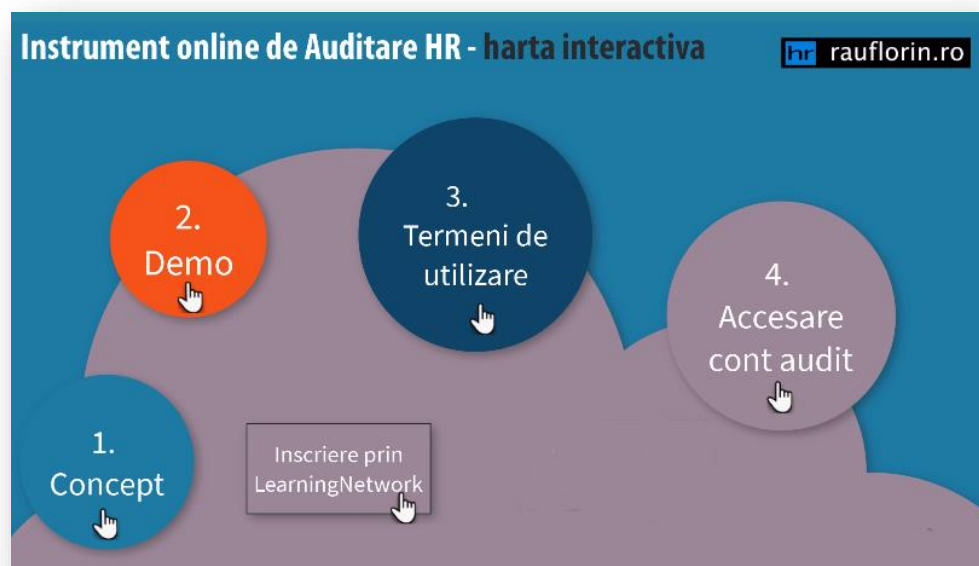 Instrument online de Auditare HR - harta interactiva
hr rauflorin.ro
2.
Demo
3.
Termeni de
utilizare
4.
Accesare
cont audit
1.
Concept
Inscriere prin
LearningNetwork